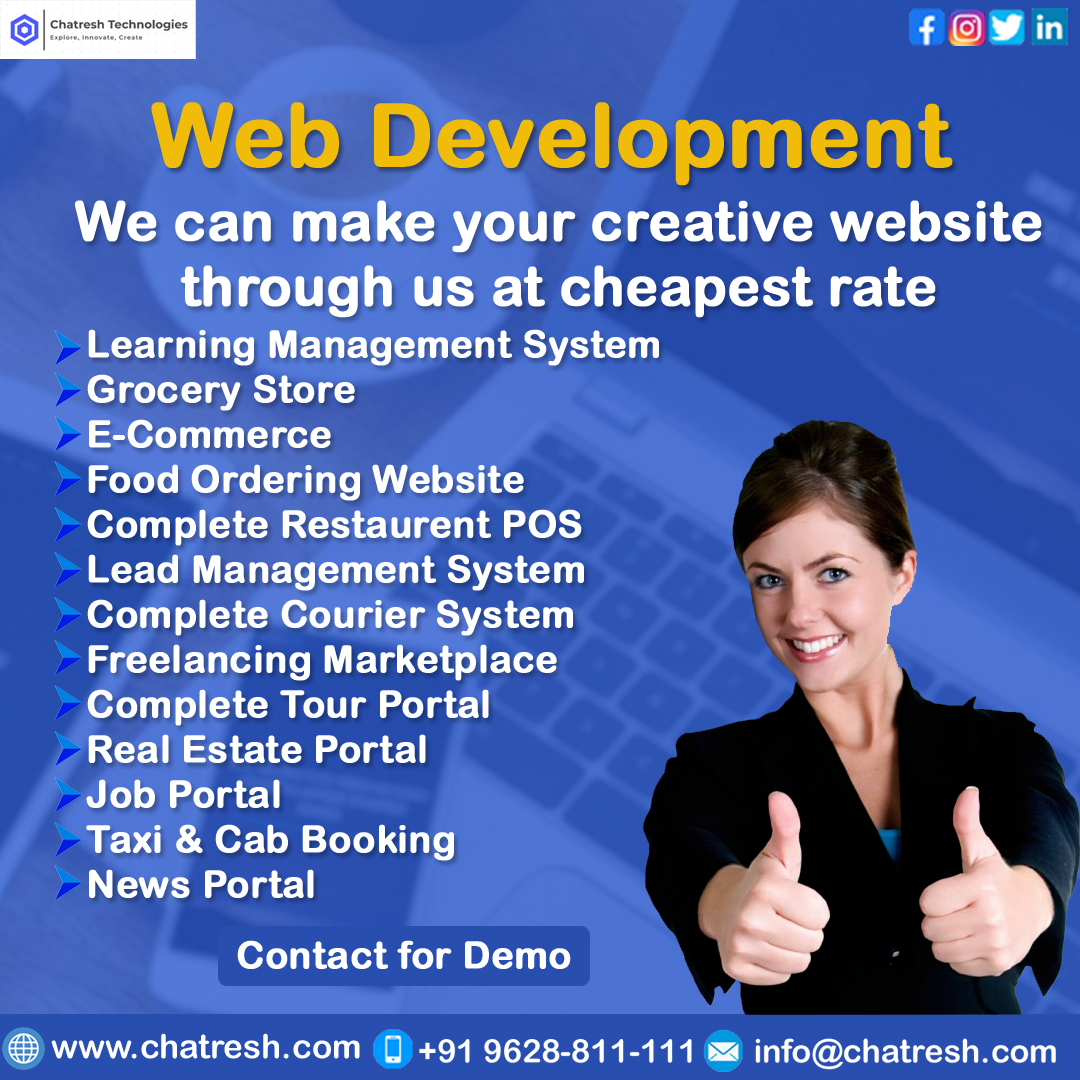 Chatresh Technologies
Explore, Innovate, Create
Web Development
We can make your creative website
through us at cheapest rate
Learning Management System
Grocery Store
E-Commerce
Food Ordering Website
Complete Restaurent POS
Lead Management System
Complete Courier System
Freelancing Marketplace
Complete Tour Portal
Real Estate Portal
Job Portal
Taxi & Cab Booking
News Portal
Contact for Demo
www.chatresh.com +91 9628-811-111 info@chatresh.com